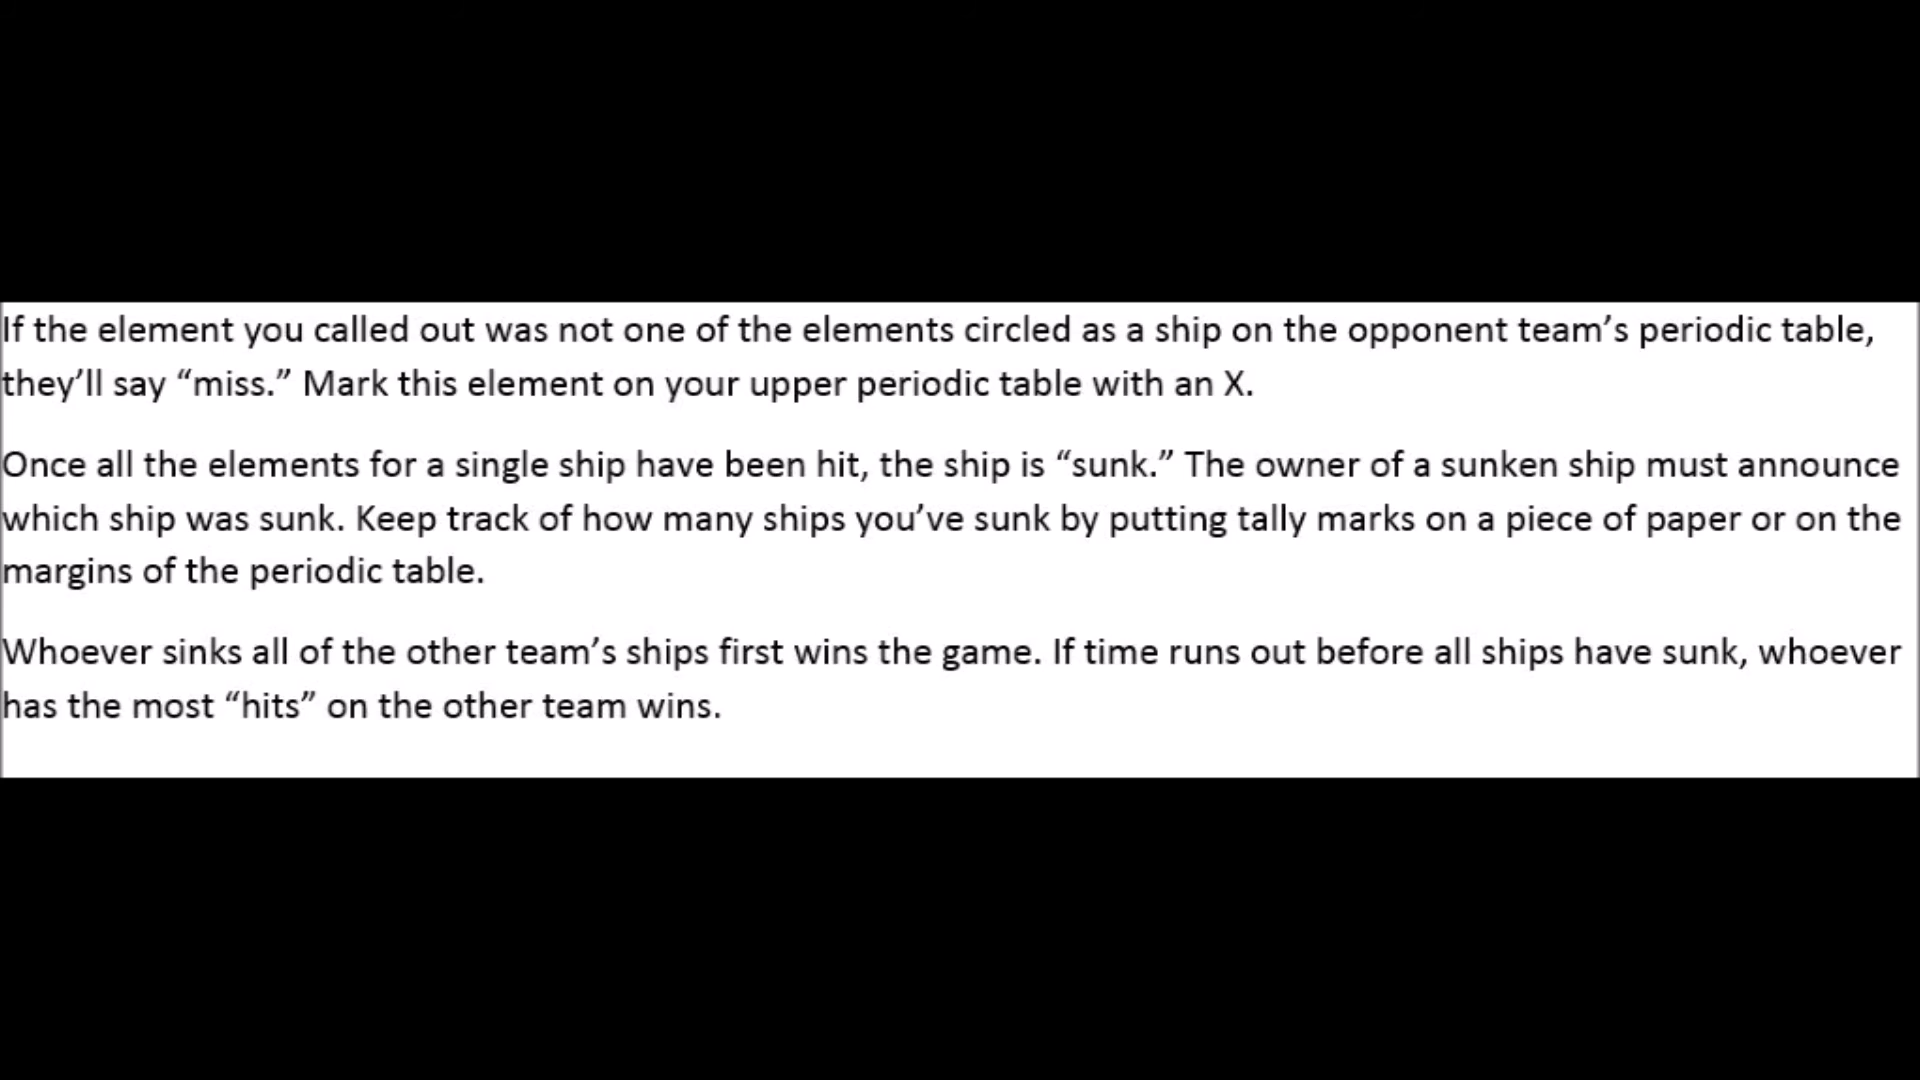 If the element you called out was not one of the elements circled as a ship on the opponent team’s periodic table,
they’ll say “miss.” Mark this element on your upper periodic table with an X.
Once all the elements for a single ship have been hit, the ship is “sunk.” The owner of a sunken ship must announce
which ship was sunk. Keep track of how many ships you’ve sunk by putting tally marks on a piece of paper or on the
margins of the periodic table.
Whoever sinks all of the other team’s ships first wins the game. If time runs out before all ships have sunk, whoever
has the most “hits” on the other team wins.